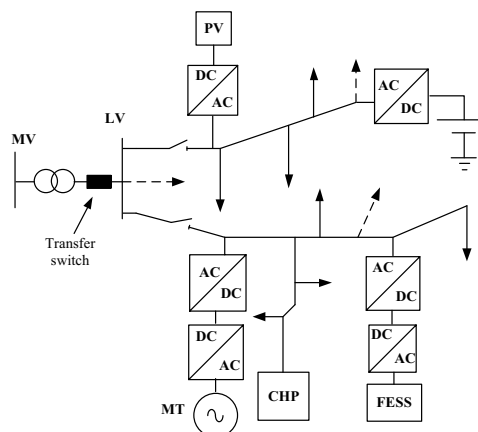 PV
DC
AC
AC
DC
LV
MV
Transfer
switch
AC
DC
AC
DC
DC
AC
DC
AC
MT
CHP
FESS